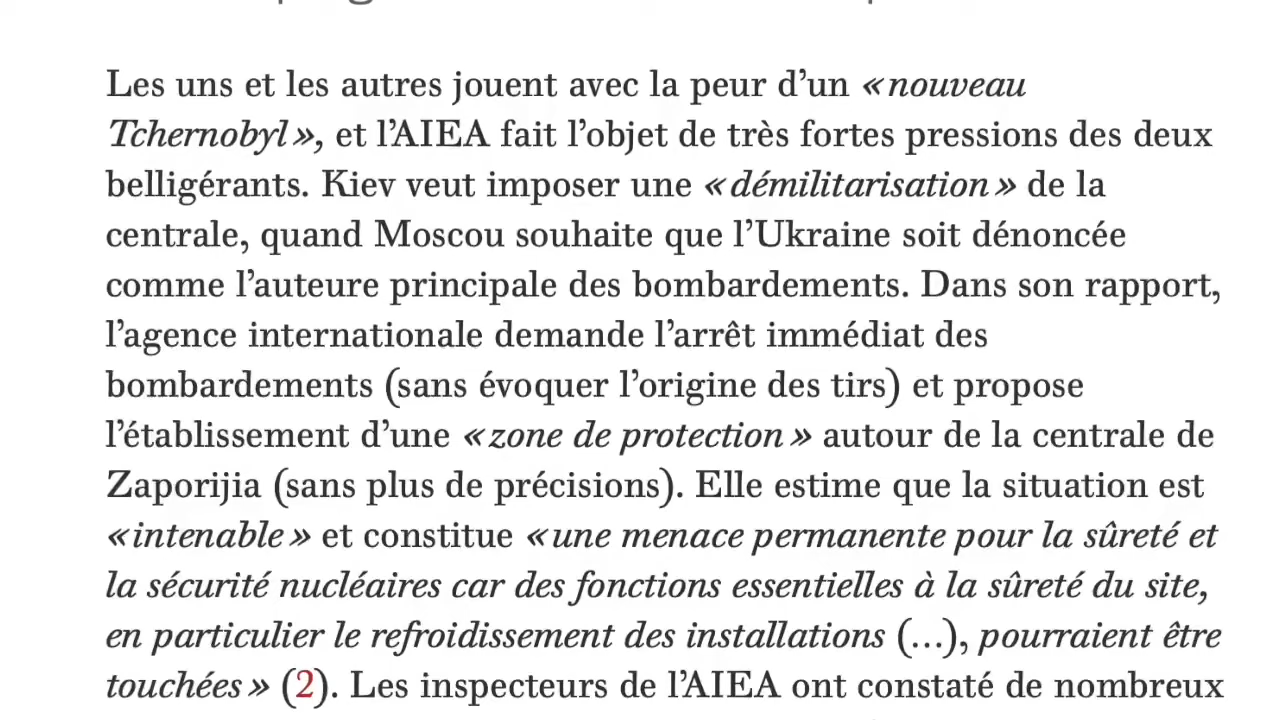 Les uns et les autres jouent avec la peur d’un « nouveau
Tchernobyl », et l’AIEA fait l’objet de très fortes pressions des deux
belligérants. Kiev veut imposer une « démilitarisation » de la
centrale, quand Moscou souhaite que l’Ukraine soit dénoncée
comme l’auteure principale des bombardements. Dans son rapport,
l’agence internationale demande l’arrêt immédiat des
bombardements (sans évoquer l’origine des tirs) et propose
l’établissement d’une « zone de protection » autour de la centrale de
Zaporijia (sans plus de précisions). Elle estime que la situation est
« intenable » et constitue « une menace permanente pour la sûreté et
la sécurité nucléaires car des fonctions essentielles à la sûreté du site,
en particulier le refroidissement des installations (…), pourraient être
touchées » (2). Les inspecteurs de l’AIEA ont constaté de nombreux